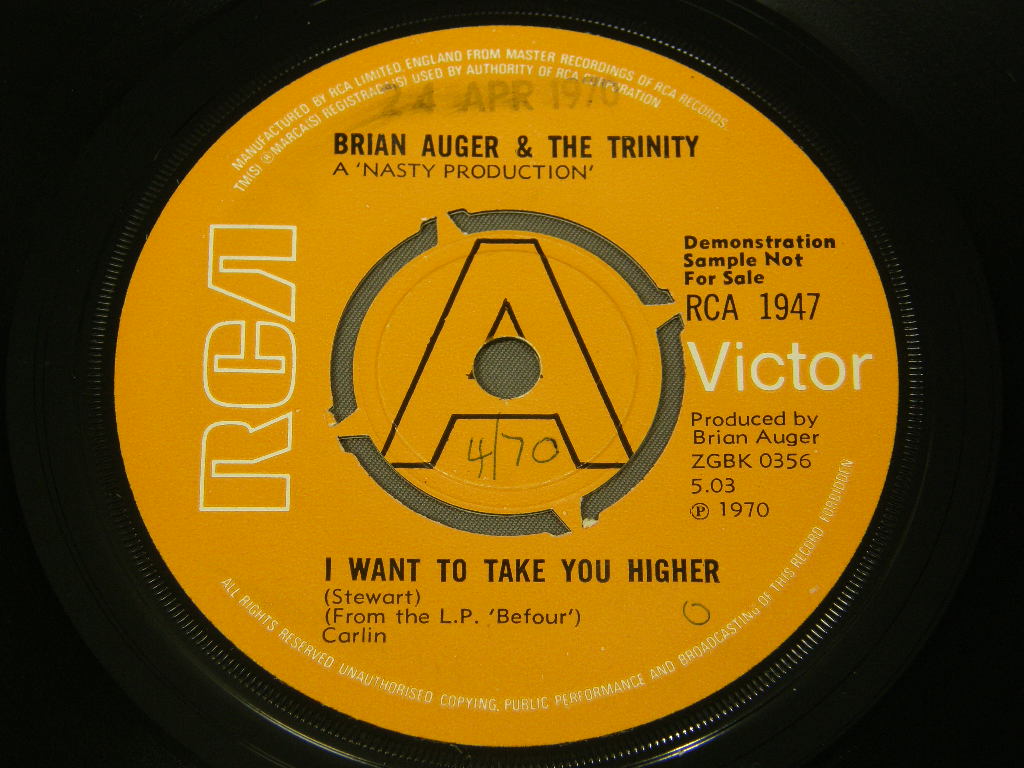 MANUFACTURED BY RCA LIMITED ENGLAND FROM MASTER RECORDINGS OF RCA RECORDS.
TM(S) ® MARCA(S) REGISTRADA(S) USED BY AUTHORITY OF RCA CORPORATION
24 APR 1970
BRIAN AUGER & THE TRINITY
A 'NASTY PRODUCTION'
RCA
A
4/70
Demonstration
Sample Not
For Sale
RCA 1947
Victor
Produced by
Brian Auger
ZGBK 0356
5.03
℗ 1970
I WANT TO TAKE YOU HIGHER
(Stewart)
(From the L.P. 'Befour')
Carlin
O
ALL RIGHTS RESERVED UNAUTHORISED COPYING, PUBLIC PERFORMANCE AND BROADCASTING OF THIS RECORD FORBIDDEN